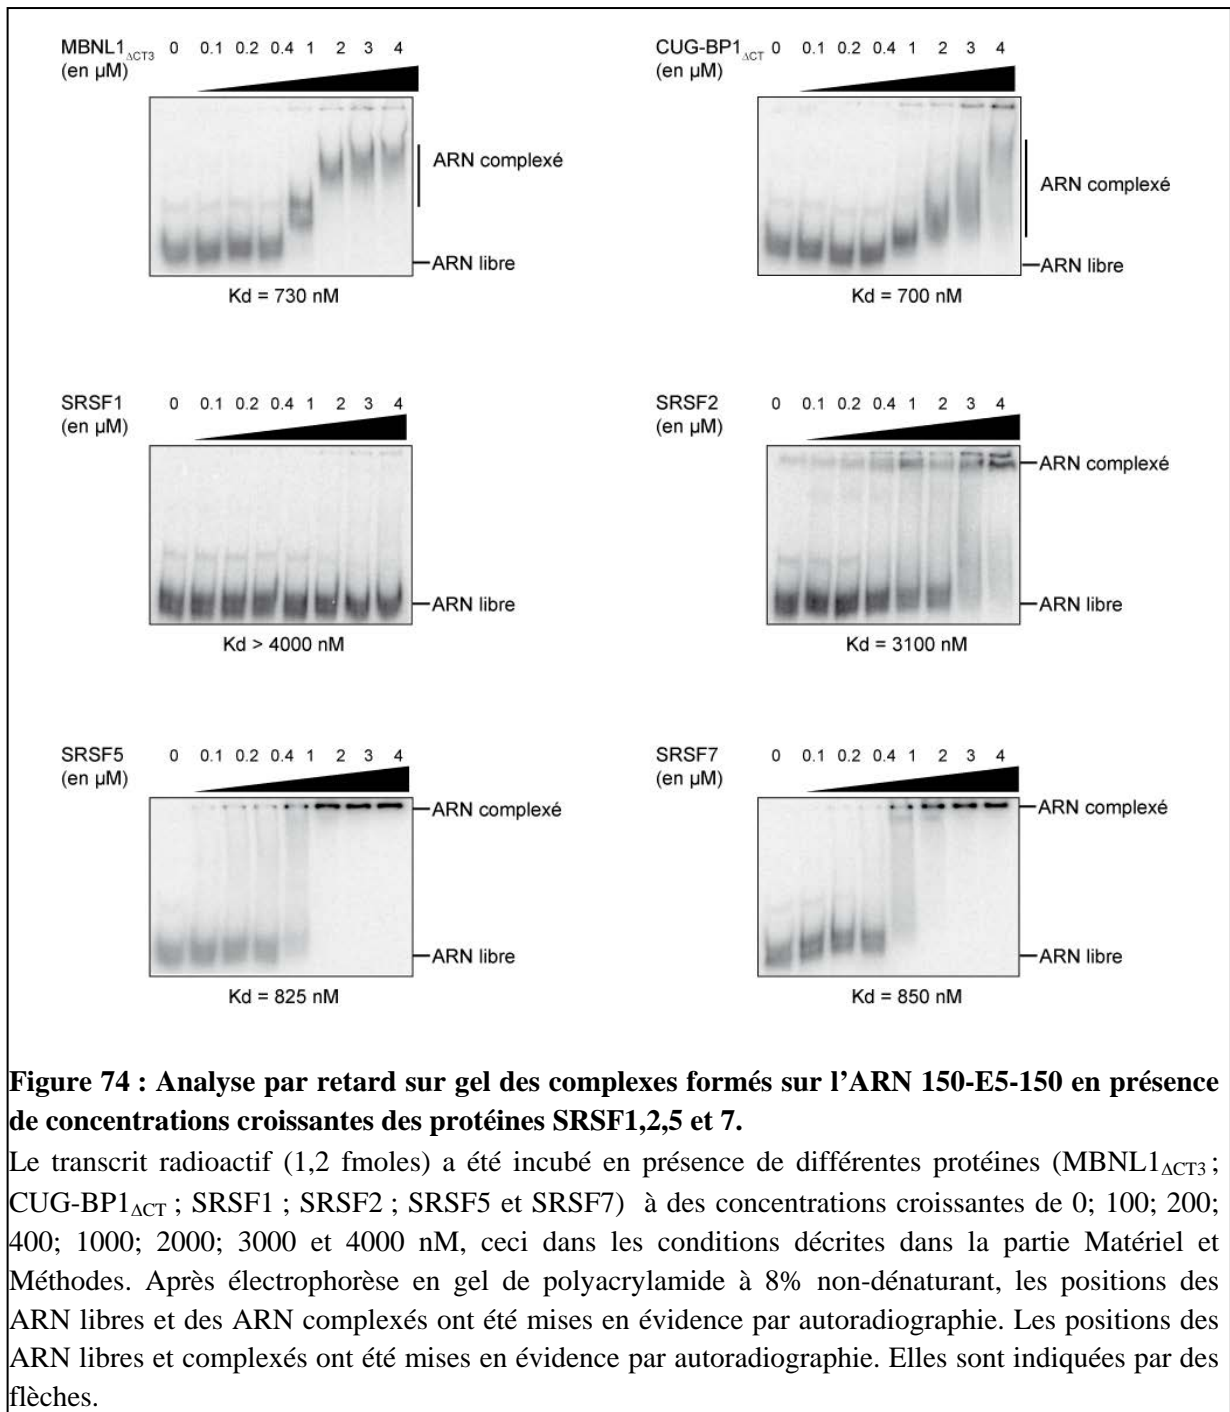 MBNL1ΔCT3 0 0.1 0.2 0.4 1 2 3 4
(en µM)
ARN complexé
ARN libre
Kd = 730 nM
CUG-BP1ΔCT 0 0.1 0.2 0.4 1 2 3 4
(en µM)
ARN complexé
ARN libre
Kd = 700 nM
SRSF1 0 0.1 0.2 0.4 1 2 3 4
(en µM)
ARN libre
Kd > 4000 nM
SRSF2 0 0.1 0.2 0.4 1 2 3 4
(en µM)
ARN complexé
ARN libre
Kd = 3100 nM
SRSF5 0 0.1 0.2 0.4 1 2 3 4
(en µM)
ARN complexé
ARN libre
Kd = 825 nM
SRSF7 0 0.1 0.2 0.4 1 2 3 4
(en µM)
ARN complexé
ARN libre
Kd = 850 nM
Figure 74 : Analyse par retard sur gel des complexes formés sur l’ARN 150-E5-150 en présence
de concentrations croissantes des protéines SRSF1,2,5 et 7.
Le transcrit radioactif (1,2 fmoles) a été incubé en présence de différentes protéines (MBNL1ΔCT3 ;
CUG-BP1ΔCT ; SRSF1 ; SRSF2 ; SRSF5 et SRSF7) à des concentrations croissantes de 0; 100; 200;
400; 1000; 2000; 3000 et 4000 nM, ceci dans les conditions décrites dans la partie Matériel et
Méthodes. Après électrophorèse en gel de polyacrylamide à 8% non-dénaturant, les positions des
ARN libres et des ARN complexés ont été mises en évidence par autoradiographie. Les positions des
ARN libres et complexés ont été mises en évidence par autoradiographie. Elles sont indiquées par des
flèches.